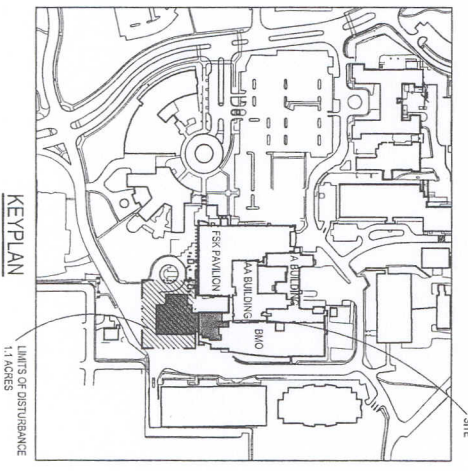 KEYPLAN
FSK PAVILION
AA BUILDING
A BUILDING
BMO
SITE
LIMITS OF DISTURBANCE
1.1 ACRES